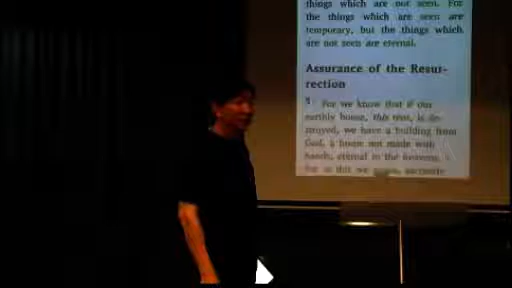 things which are not seen. For
the things which are seen are
temporary, but the things which
are not seen are eternal.
Assurance of the Resur-
rection
5 For we know that if our
earthly house, this tent, is de-
stroyed, we have a building from
God, a house not made with
hands, eternal in the heavens.
For in this we